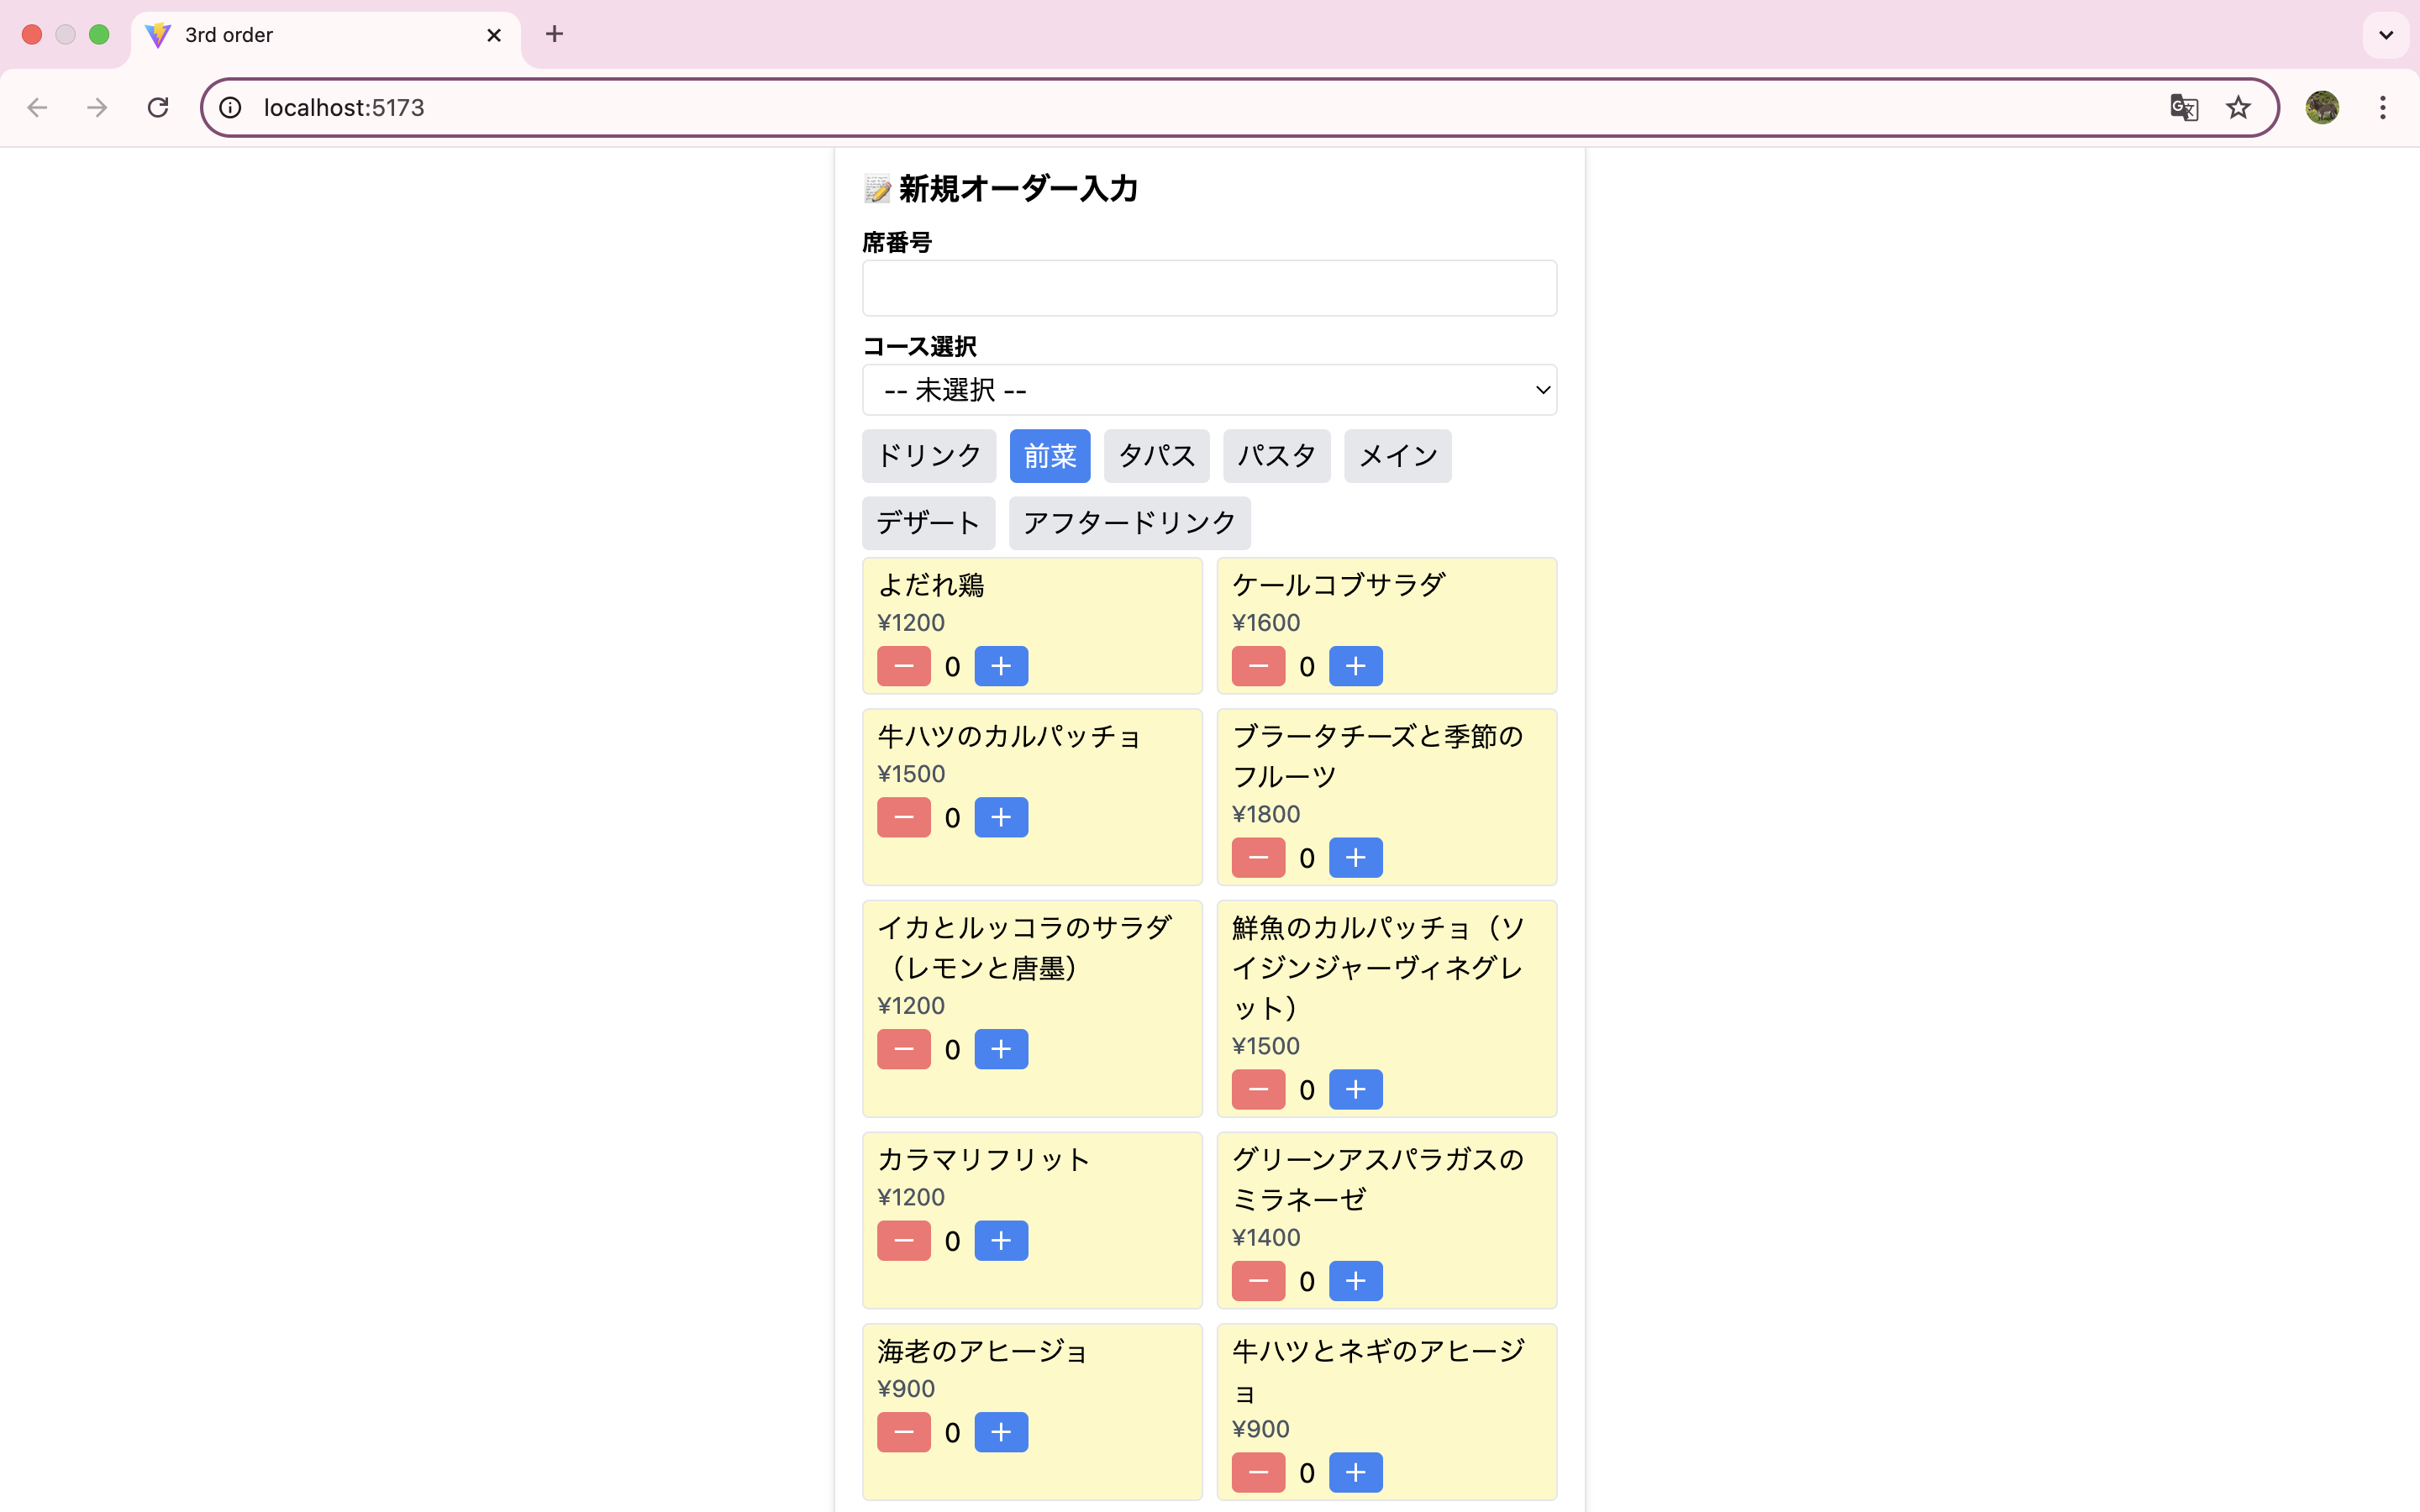 3rd order
localhost:5173
新規オーダー入力
席番号
コース選択
-- 未選択 --
ドリンク 前菜 タパス パスタ メイン
デザート アフタードリンク
よだれ鶏
¥1200
− 0 +
ケールコブサラダ
¥1600
− 0 +
牛ハツのカルパッチョ
¥1500
− 0 +
ブラータチーズと季節の
フルーツ
¥1800
− 0 +
イカとルッコラのサラダ
（レモンと唐墨）
¥1200
− 0 +
鮮魚のカルパッチョ（ソ
イジンジャーヴィネグレ
ット）
¥1500
− 0 +
カラマリフリット
¥1200
− 0 +
グリーンアスパラガスの
ミラネーゼ
¥1400
− 0 +
海老のアヒージョ
¥900
− 0 +
牛ハツとネギのアヒージ
ョ
¥900
− 0 +